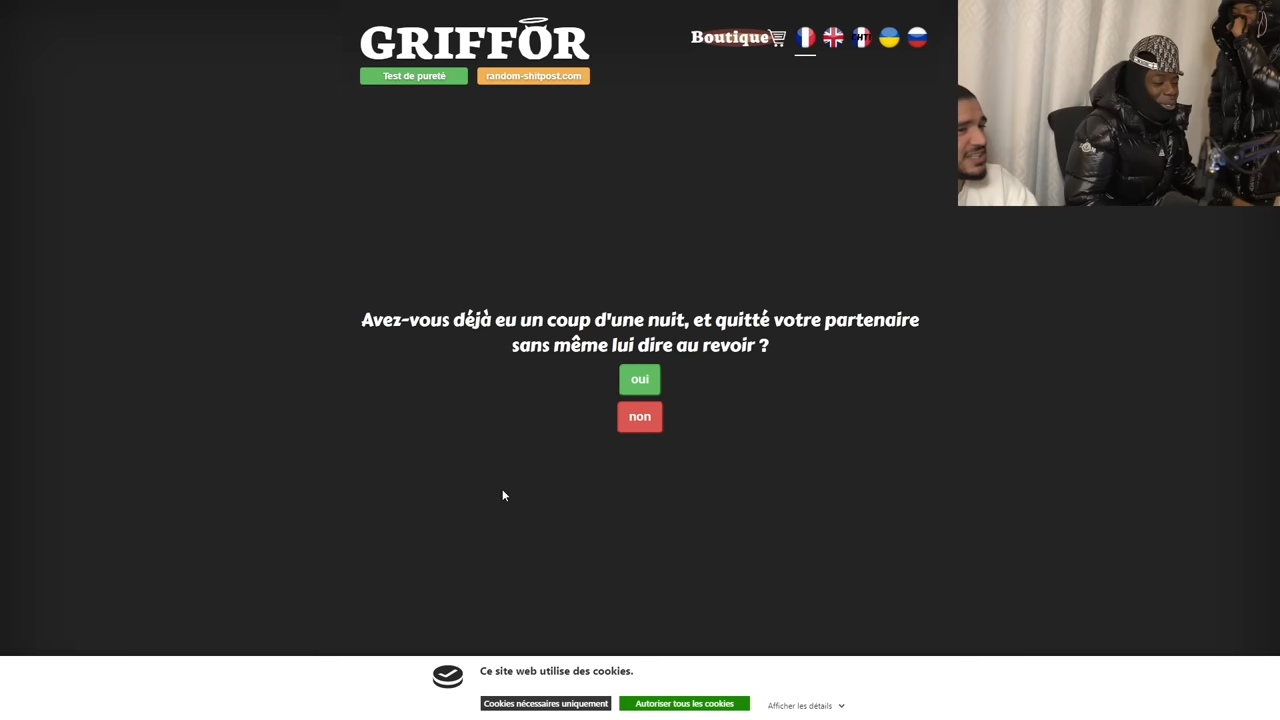 GRIFFOR
Boutique
CHTI
Test de pureté
random-shitpost.com
Avez-vous déjà eu un coup d'une nuit, et quitté votre partenaire
sans même lui dire au revoir ?
oui
non
Ce site web utilise des cookies.
Cookies nécessaires uniquement
Autoriser tous les cookies
Afficher les détails